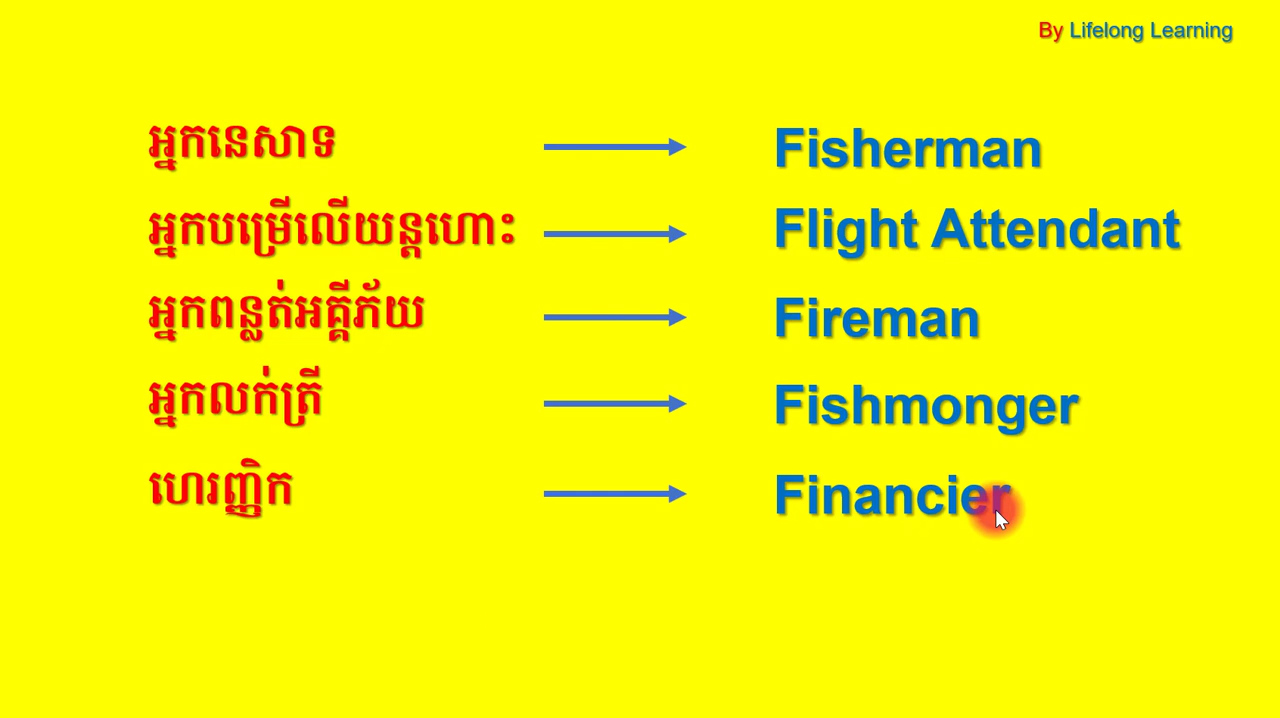 By Lifelong Learning
អ្នកនេសាទ Fisherman
អ្នកបម្រើលើយន្តហោះ Flight Attendant
អ្នកពន្លត់អគ្គីភ័យ Fireman
អ្នកលក់ត្រី Fishmonger
ហេរញ្ញិក Financier